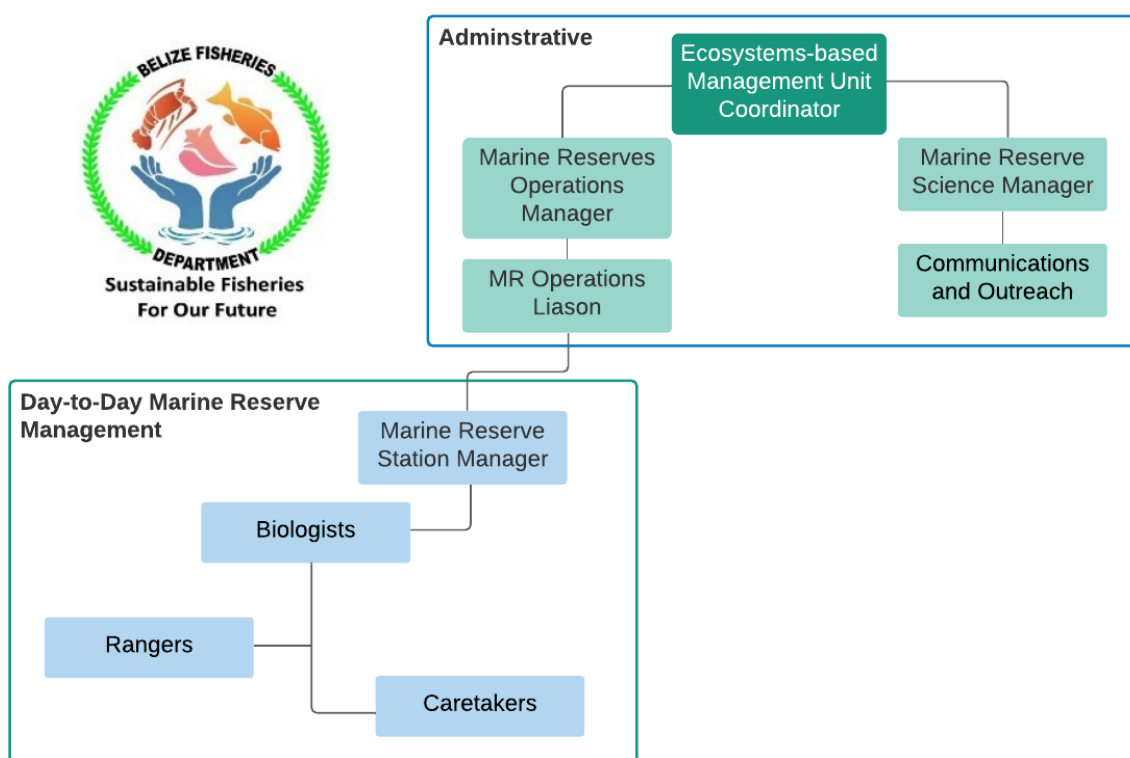 BELIZE FISHERIES
DEPARTMENT
Sustainable Fisheries
For Our Future
Adminstrative
Ecosystems-based
Management Unit
Coordinator
Marine Reserves
Operations
Manager
Marine Reserve
Science Manager
MR Operations
Liason
Communications
and Outreach
Day-to-Day Marine Reserve
Management
Marine Reserve
Station Manager
Biologists
Rangers
Caretakers